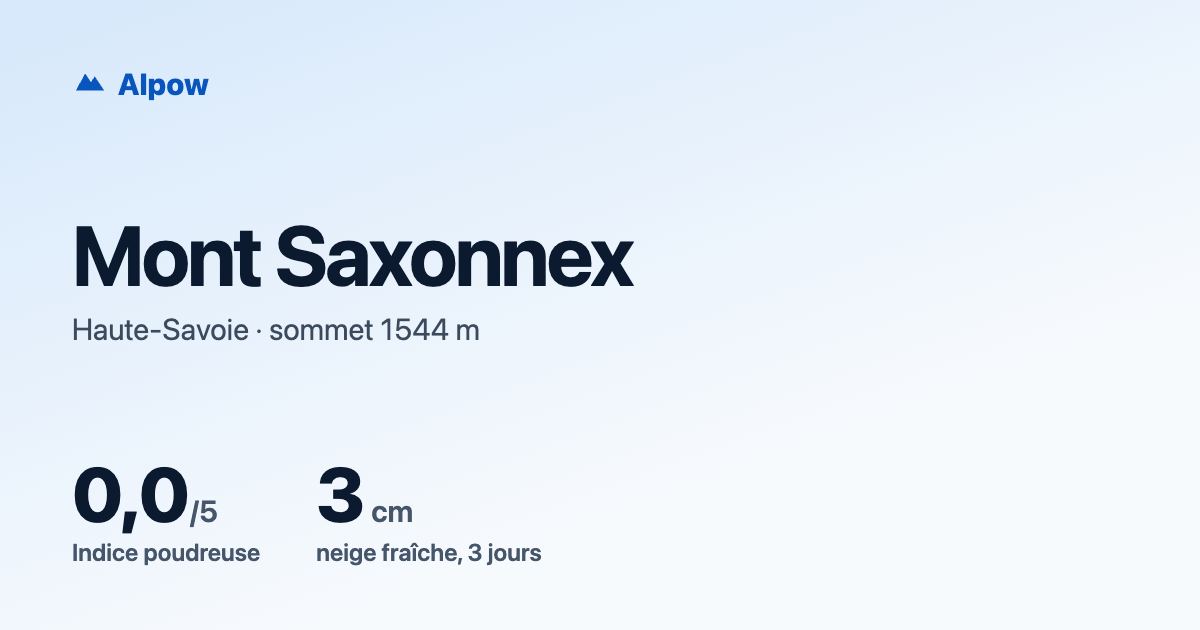 Alpow
Mont Saxonnex
Haute-Savoie · sommet 1544 m
0,0/5
Indice poudreuse
3 cm
neige fraîche, 3 jours